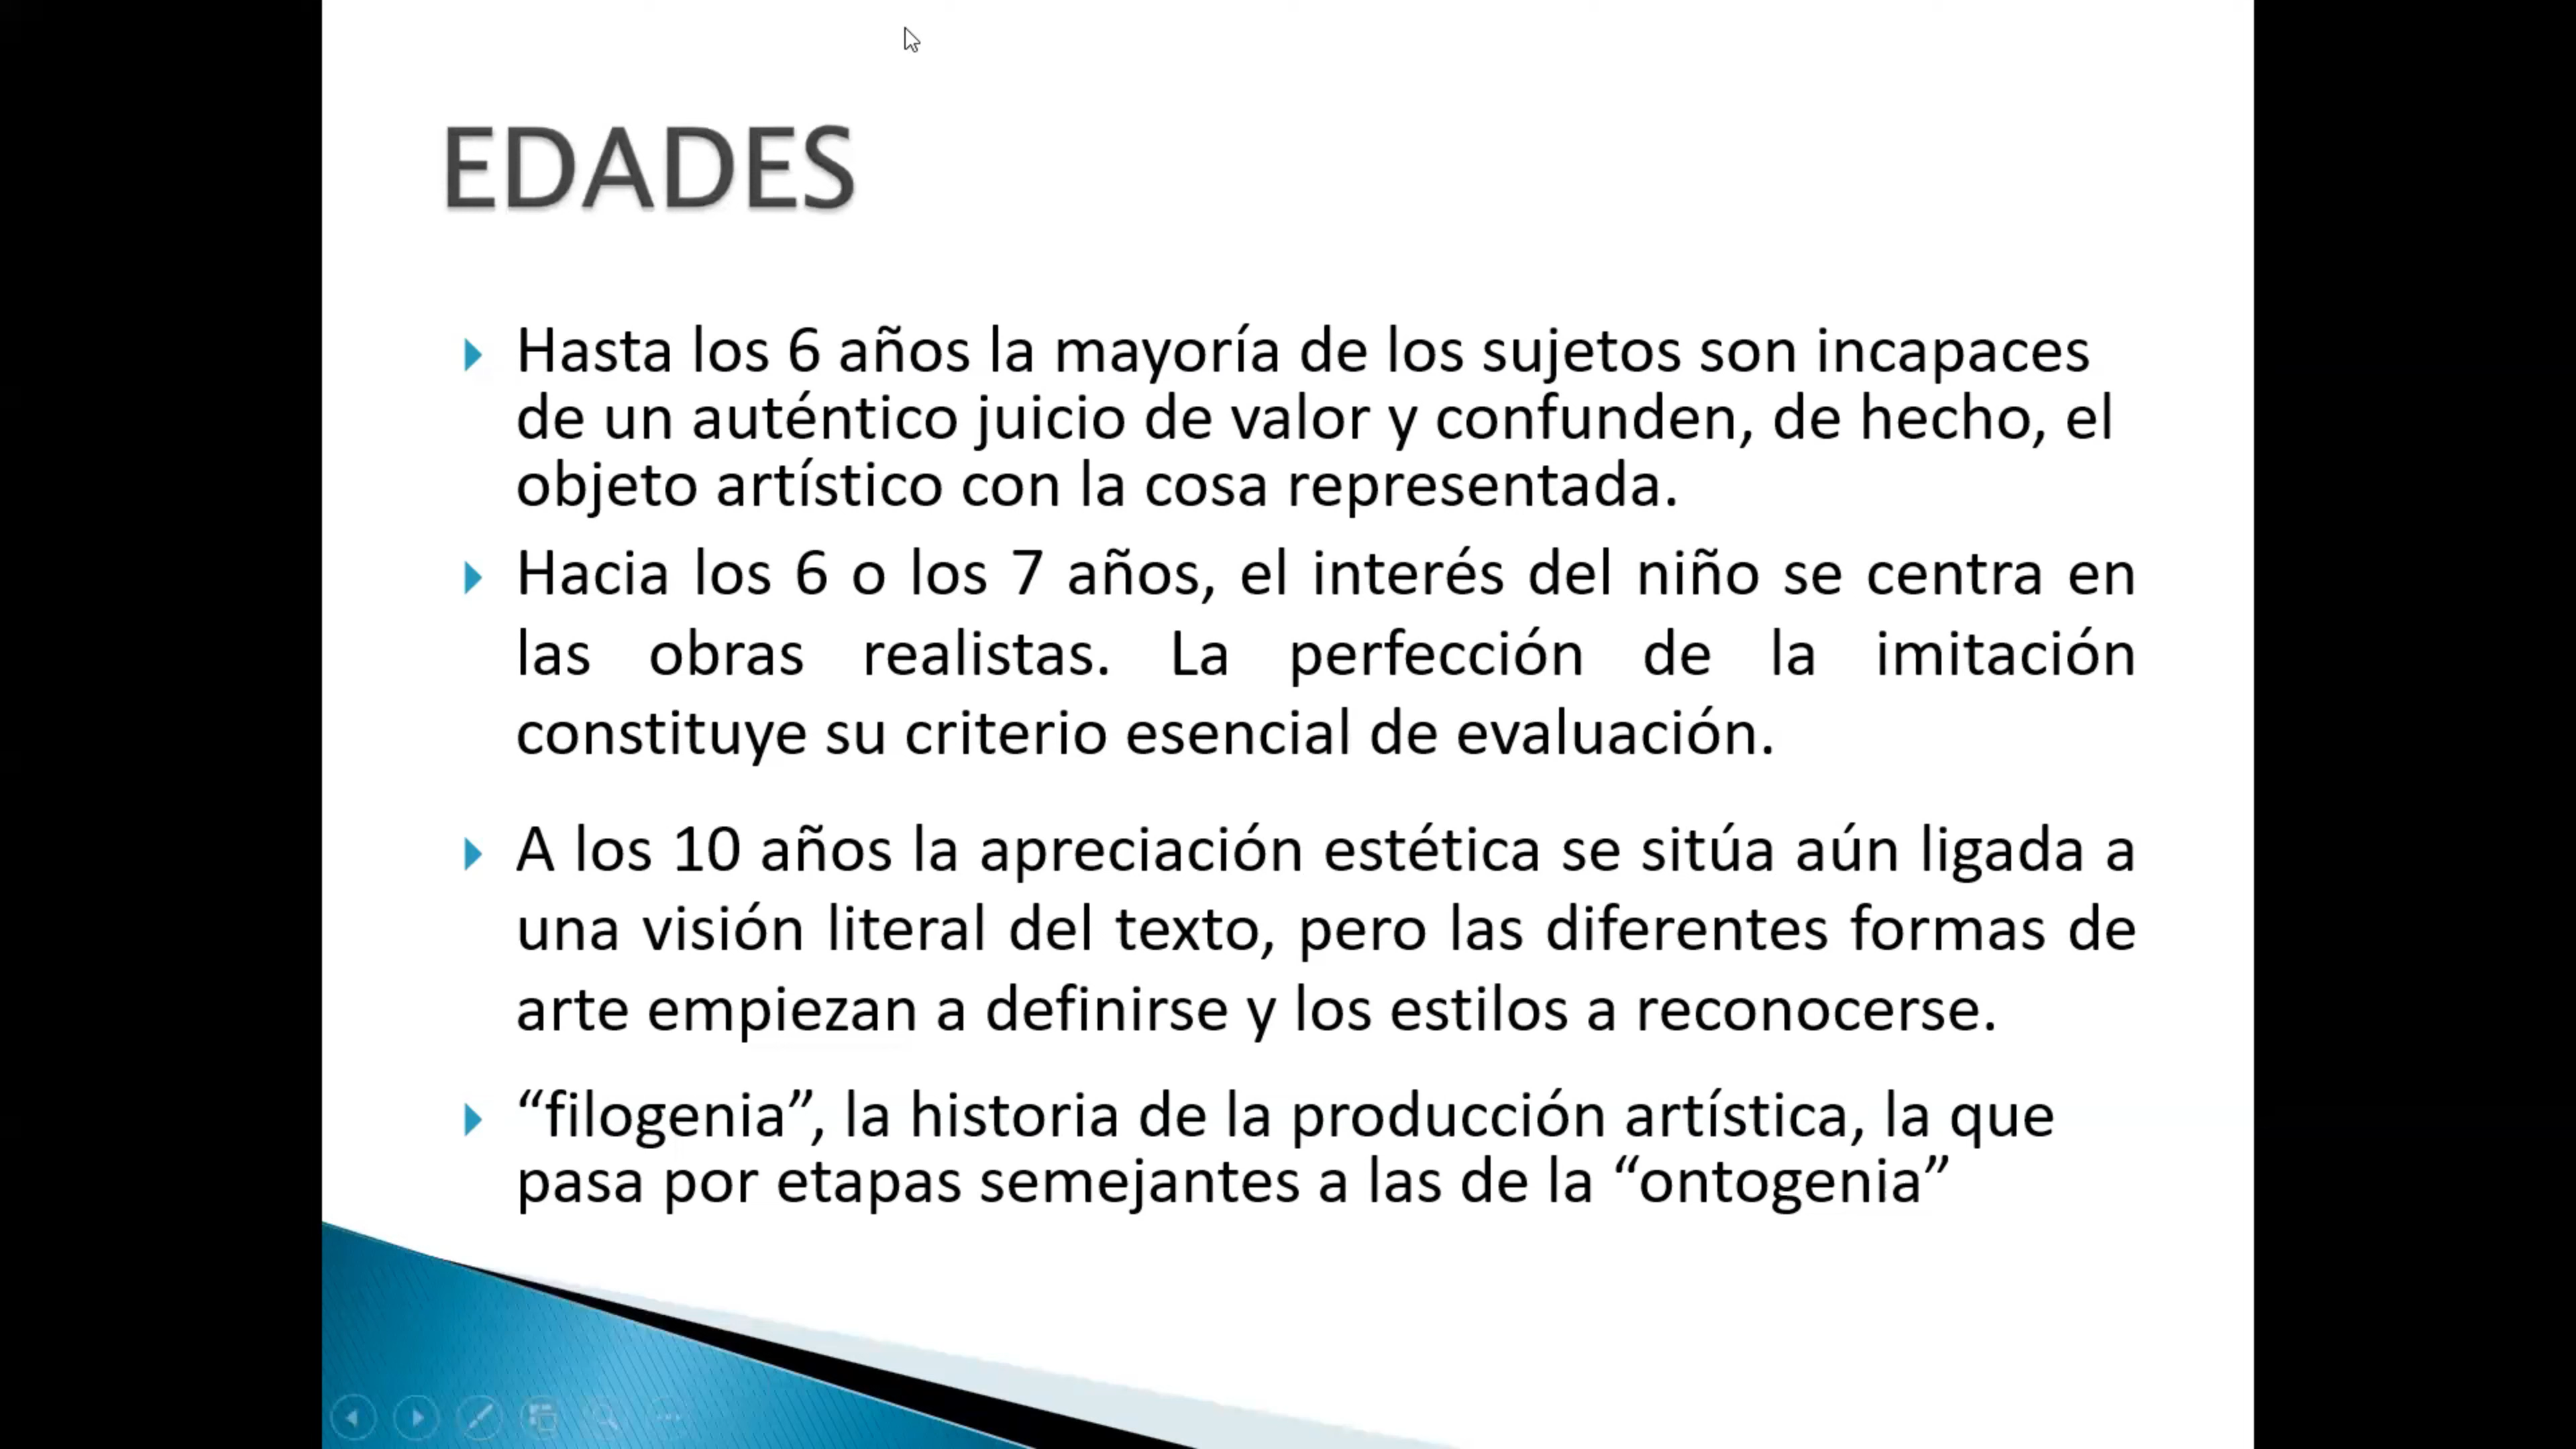 EDADES
Hasta los 6 años la mayoría de los sujetos son incapaces
de un auténtico juicio de valor y confunden, de hecho, el
objeto artístico con la cosa representada.
Hacia los 6 o los 7 años, el interés del niño se centra en
las obras realistas. La perfección de la imitación
constituye su criterio esencial de evaluación.
A los 10 años la apreciación estética se sitúa aún ligada a
una visión literal del texto, pero las diferentes formas de
arte empiezan a definirse y los estilos a reconocerse.
“filogenia”, la historia de la producción artística, la que
pasa por etapas semejantes a las de la “ontogenia”